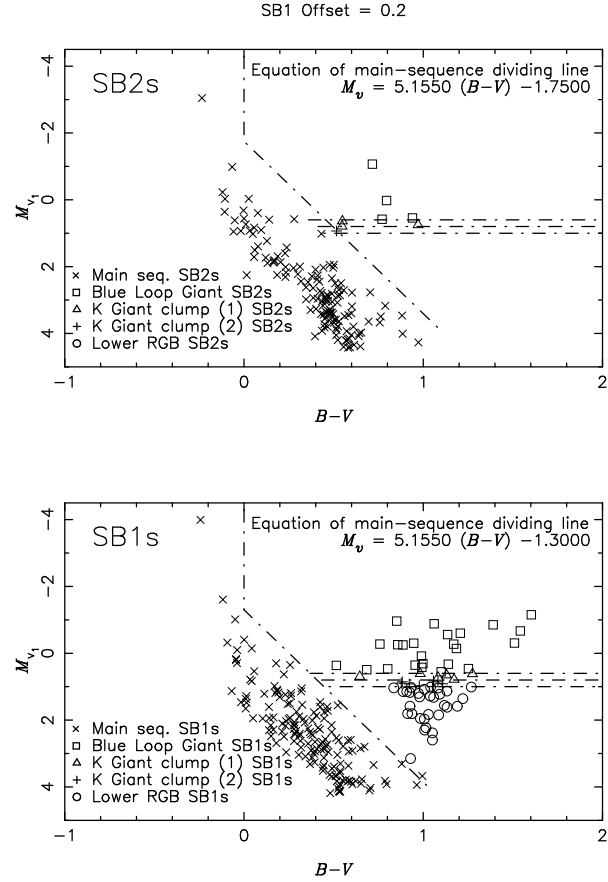 SB1 Offset = 0.2
SB2s
Equation of main-sequence dividing line
Mv = 5.1550 (B-V) -1.7500
-4
-2
0
2
4
Mv1
× Main seq. SB2s
□ Blue Loop Giant SB2s
△ K Giant clump (1) SB2s
+ K Giant clump (2) SB2s
○ Lower RGB SB2s
-1 0 1 2
B-V
SB1s
Equation of main-sequence dividing line
Mv = 5.1550 (B-V) -1.3000
-4
-2
0
2
4
Mv1
× Main seq. SB1s
□ Blue Loop Giant SB1s
△ K Giant clump (1) SB1s
+ K Giant clump (2) SB1s
○ Lower RGB SB1s
-1 0 1 2
B-V